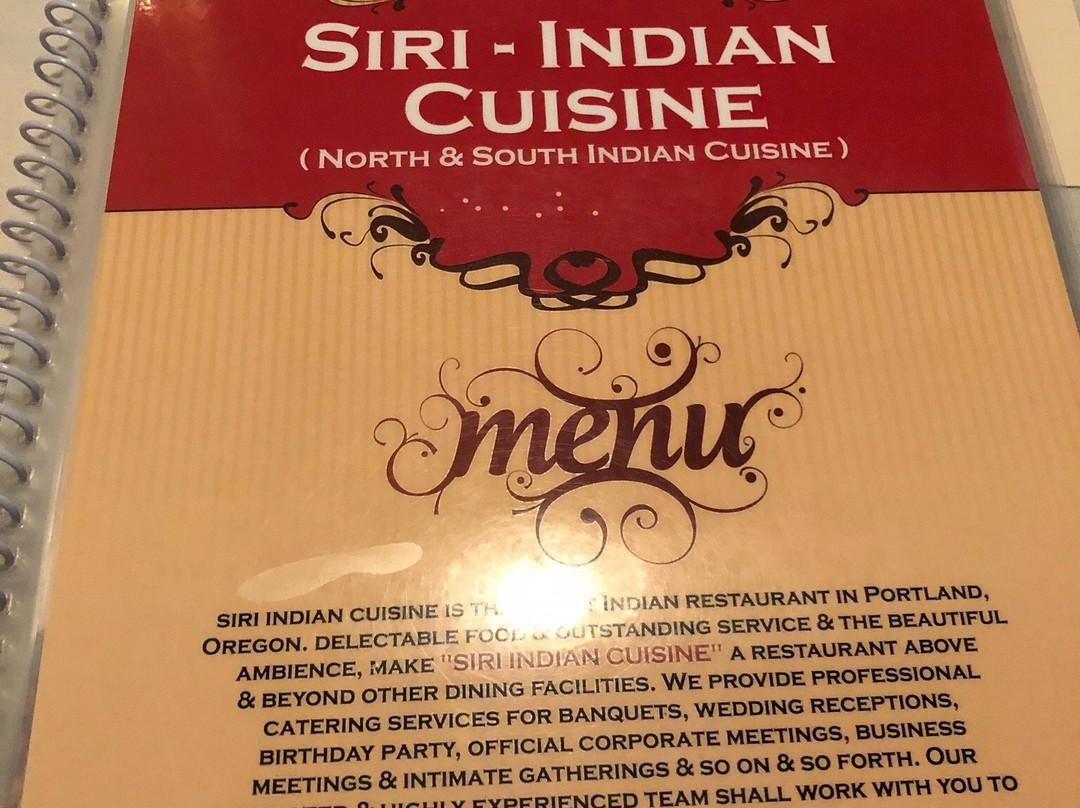 SIRI - INDIAN
CUISINE
( NORTH & SOUTH INDIAN CUISINE )
menu
SIRI INDIAN CUISINE IS INDIAN RESTAURANT IN PORTLAND,
OREGON. DELECTABLE FOOD & OUTSTANDING SERVICE & THE BEAUTIFUL
AMBIENCE, MAKE "SIRI INDIAN CUISINE" A RESTAURANT ABOVE
& BEYOND OTHER DINING FACILITIES. WE PROVIDE PROFESSIONAL
CATERING SERVICES FOR BANQUETS, WEDDING RECEPTIONS,
BIRTHDAY PARTY, OFFICIAL CORPORATE MEETINGS, BUSINESS
MEETINGS & INTIMATE GATHERINGS & SO ON & SO FORTH. OUR
& HIGHLY EXPERIENCED TEAM SHALL WORK WITH YOU TO